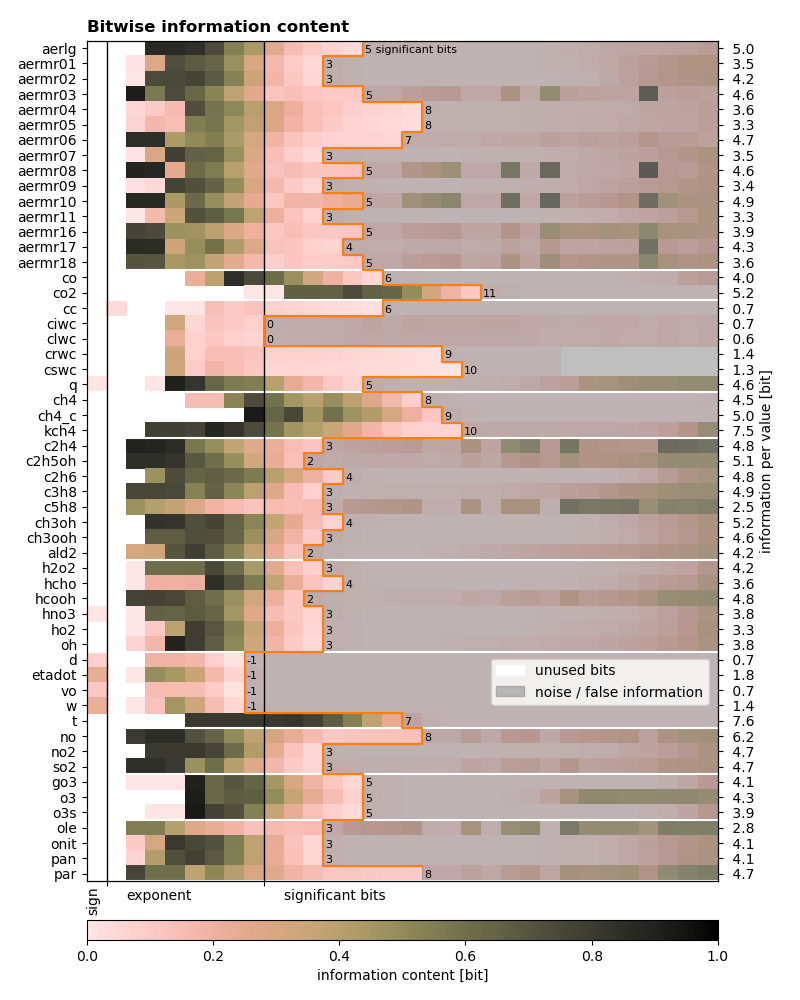 Bitwise information content
aerlg 5 significant bits 5.0
aermr01 3 3.5
aermr02 3 4.2
aermr03 5 4.6
aermr04 8 3.6
aermr05 8 3.3
aermr06 7 4.7
aermr07 3 3.5
aermr08 5 4.6
aermr09 3 3.4
aermr10 5 4.9
aermr11 3 3.3
aermr16 5 3.9
aermr17 4 4.3
aermr18 5 3.6
co 6 4.0
co2 11 5.2
cc 6 0.7
ciwc 0 0.7
clwc 0 0.6
crwc 9 1.4
cswc 10 1.3
q 5 4.6
ch4 8 4.5
ch4_c 9 5.0
kch4 10 7.5
c2h4 3 4.8
c2h5oh 2 5.1
c2h6 4 4.8
c3h8 3 4.9
c5h8 3 2.5
ch3oh 4 5.2
ch3ooh 3 4.6
ald2 2 4.2
h2o2 3 4.2
hcho 4 3.6
hcooh 2 4.8
hno3 3 3.8
ho2 3 3.3
oh 3 3.8
d -1 0.7
etadot -1 1.8
vo -1 0.7
w -1 1.4
t 7 7.6
no 8 6.2
no2 3 4.7
so2 3 4.7
go3 5 4.1
o3 5 4.3
o3s 5 3.9
ole 3 2.8
onit 3 4.1
pan 3 4.1
par 8 4.7
unused bits
noise / false information
information per value [bit]
sign exponent significant bits
0.0 0.2 0.4 0.6 0.8 1.0
information content [bit]